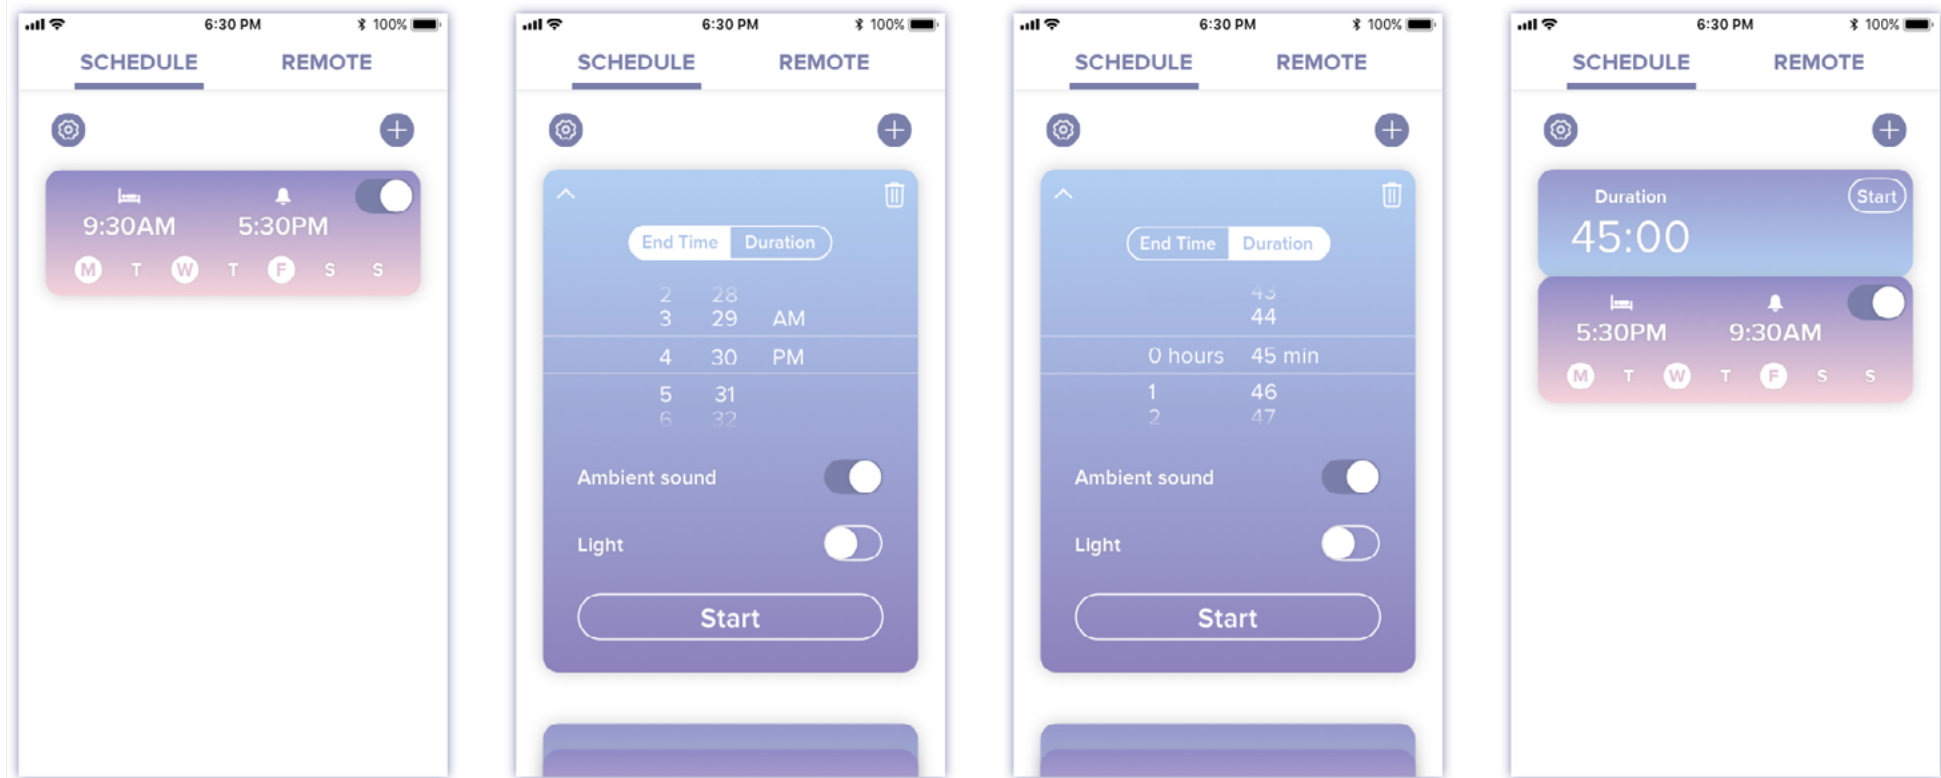 6:30 PM 100%
SCHEDULE REMOTE
9:30AM 5:30PM
M T W T F S S
6:30 PM 100%
SCHEDULE REMOTE
End Time Duration
2 28
3 29 AM
4 30 PM
5 31
6 32
Ambient sound
Light
Start
6:30 PM 100%
SCHEDULE REMOTE
End Time Duration
43
44
0 hours 45 min
1 46
2 47
Ambient sound
Light
Start
6:30 PM 100%
SCHEDULE REMOTE
Duration Start
45:00
5:30PM 9:30AM
M T W T F S S